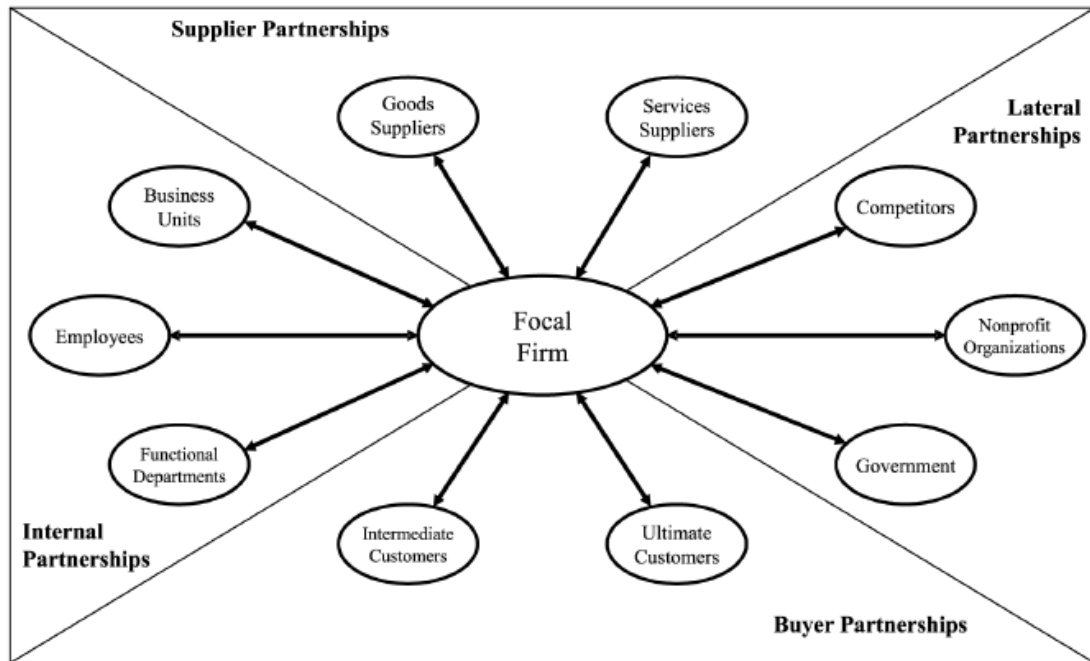 Supplier Partnerships
Goods
Suppliers
Services
Suppliers
Lateral
Partnerships
Business
Units
Competitors
Employees
Focal
Firm
Nonprofit
Organizations
Functional
Departments
Government
Internal
Partnerships
Intermediate
Customers
Ultimate
Customers
Buyer Partnerships